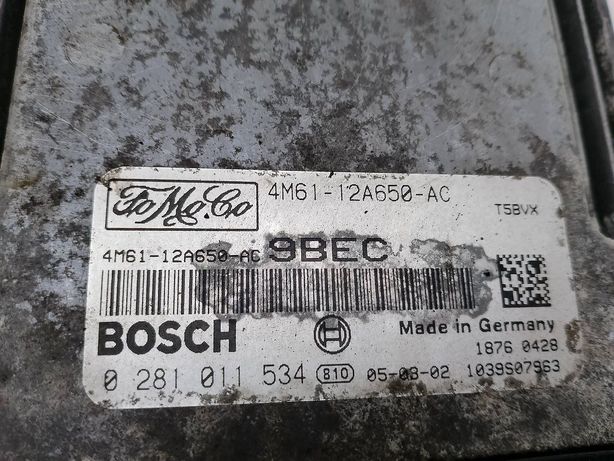 FoMoCo 4M61-12A650-AC
T5BVX
4M61-12A650-AC 9BEC
BOSCH Made in Germany
1876 0428
0 281 011 534 810 05-03-02 1039S07963